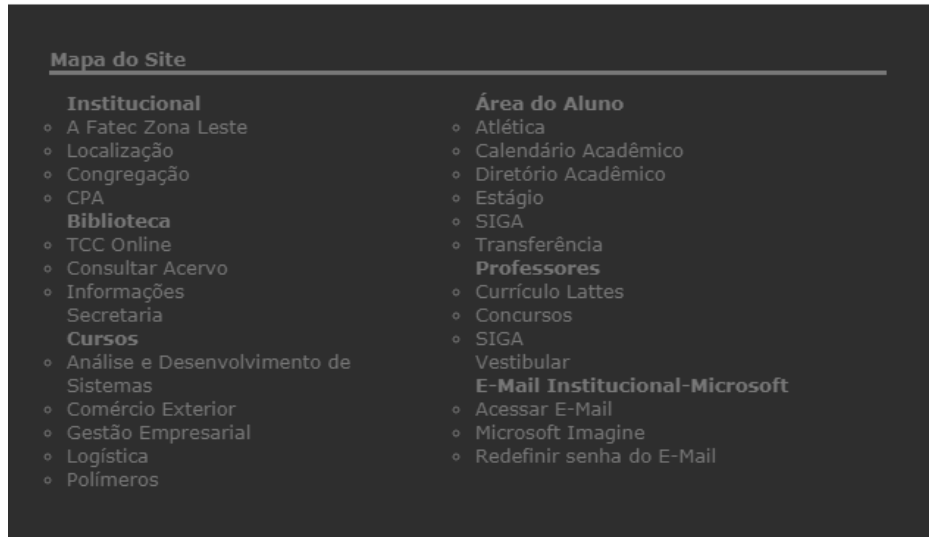 Mapa do Site
Institucional
A Fatec Zona Leste
Localização
Congregação
CPA
Biblioteca
TCC Online
Consultar Acervo
Informações
Secretaria
Cursos
Análise e Desenvolvimento de
Sistemas
Comércio Exterior
Gestão Empresarial
Logística
Polímeros
Área do Aluno
Atlética
Calendário Acadêmico
Diretório Acadêmico
Estágio
SIGA
Transferência
Professores
Currículo Lattes
Concursos
SIGA
Vestibular
E-Mail Institucional-Microsoft
Acessar E-Mail
Microsoft Imagine
Redefinir senha do E-Mail